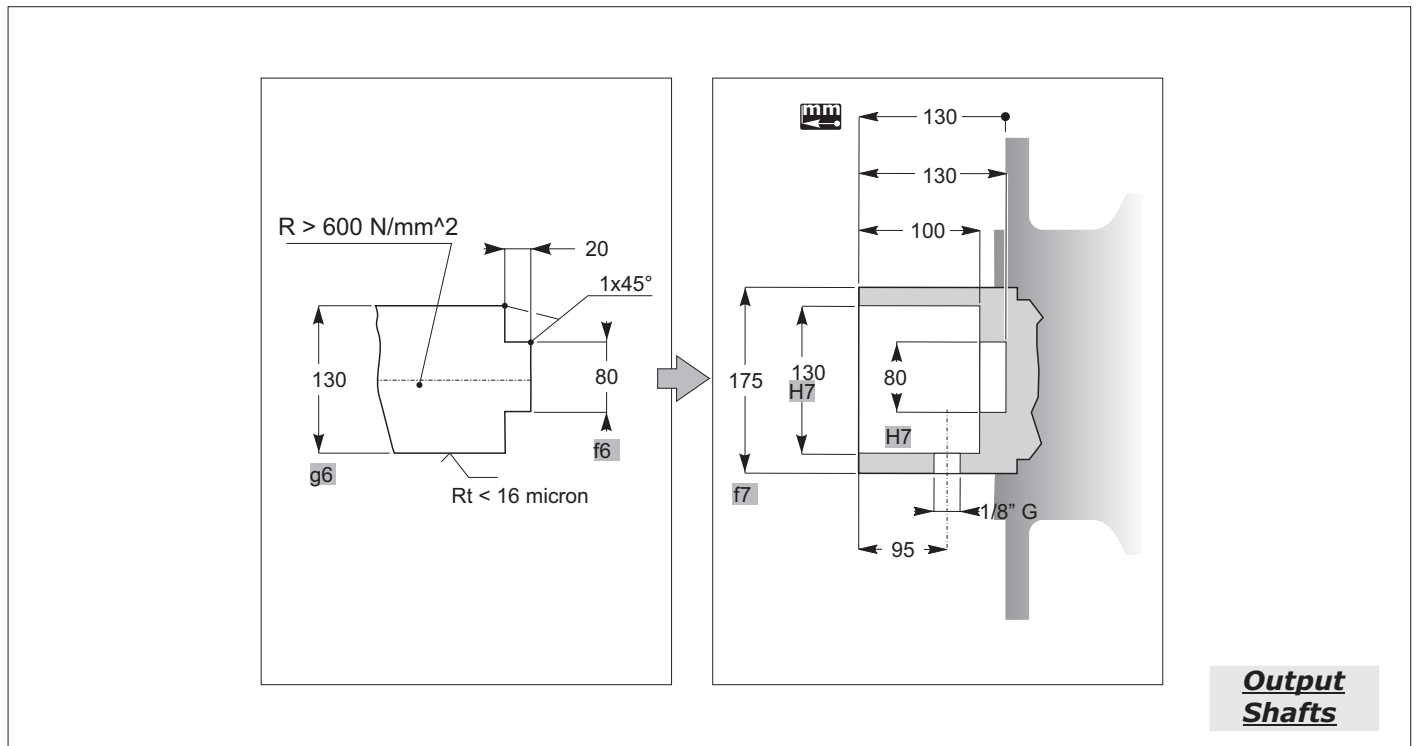 R > 600 N/mm^2
20
1x45°
130
g6
80
f6
Rt < 16 micron
mm
130
130
100
175
f7
130
H7
80
H7
1/8” G
95
Output
Shafts